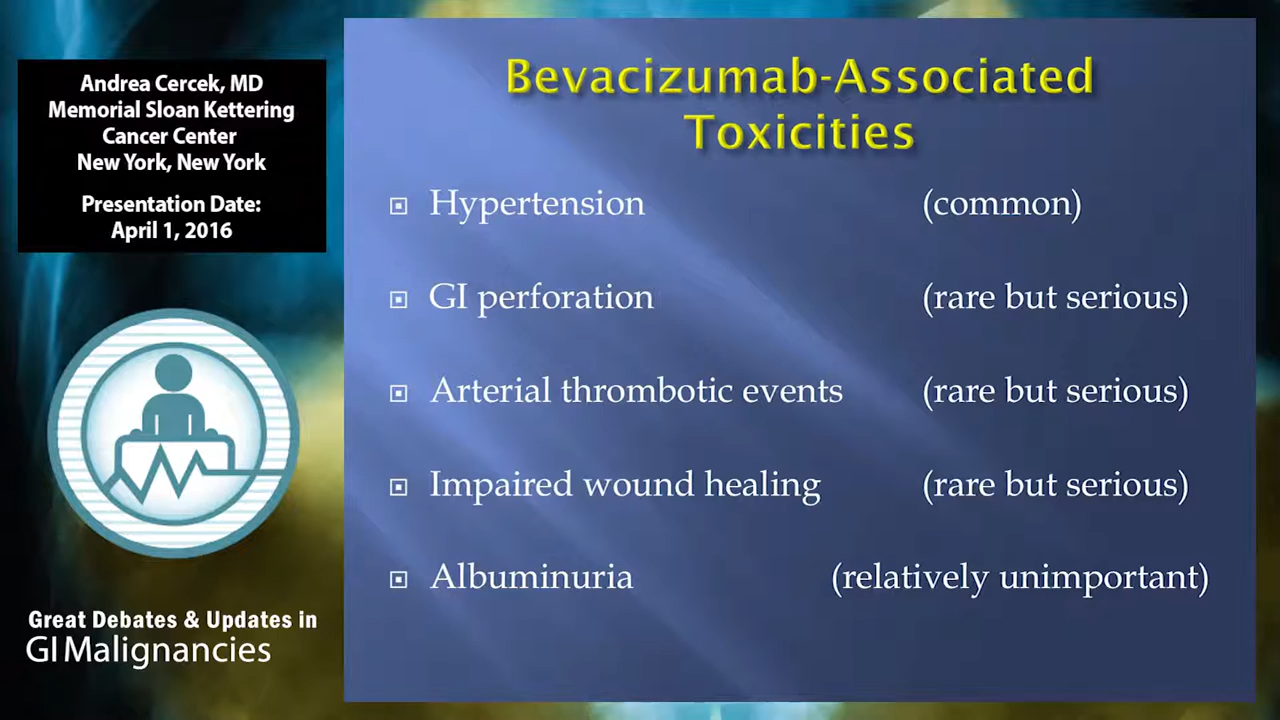 Andrea Cercek, MD
Memorial Sloan Kettering
Cancer Center
New York, New York
Presentation Date:
April 1, 2016
Great Debates & Updates in
GI Malignancies
Bevacizumab-Associated
Toxicities
Hypertension (common)
GI perforation (rare but serious)
Arterial thrombotic events (rare but serious)
Impaired wound healing (rare but serious)
Albuminuria (relatively unimportant)